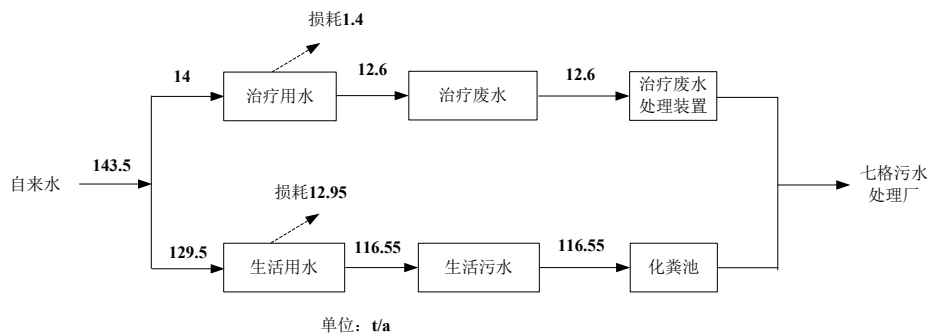 损耗1.4
14
12.6
12.6
治疗用水
治疗废水
治疗废水
处理装置
143.5
自来水
七格污水
处理厂
损耗12.95
129.5
116.55
116.55
生活用水
生活污水
化粪池
单位：t/a